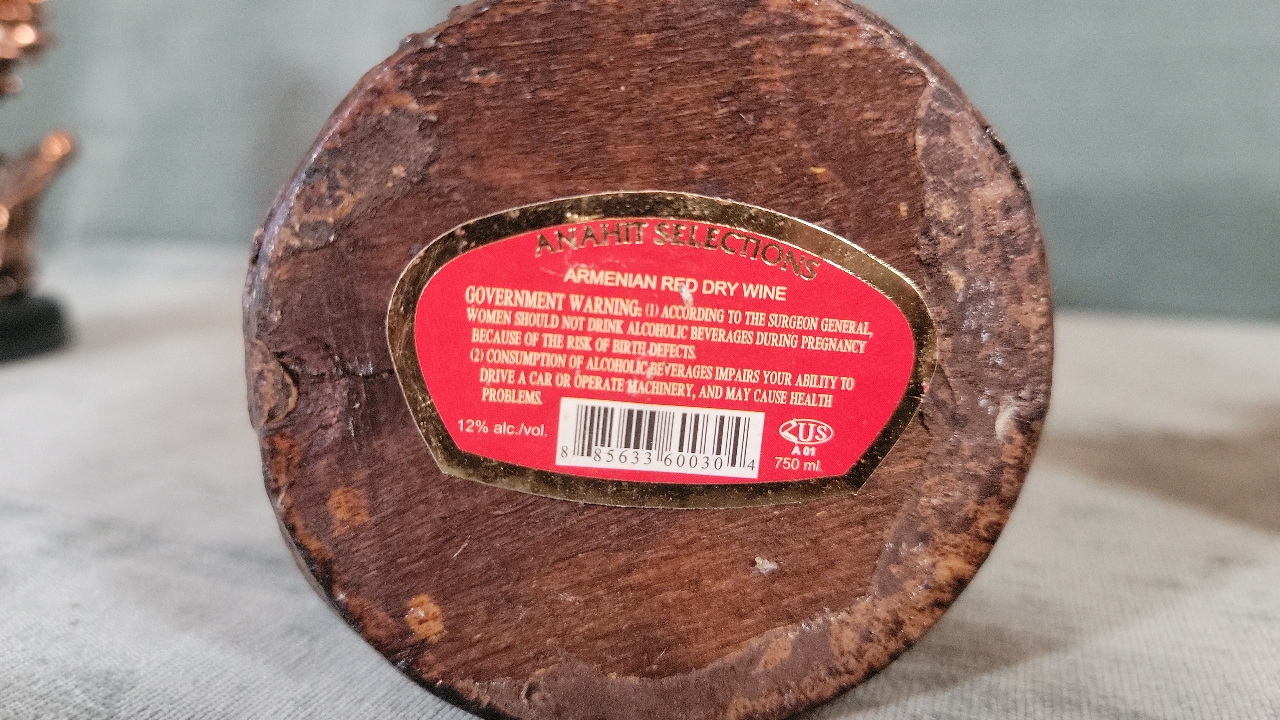 ANAHIT SELECTIONS
ARMENIAN RED DRY WINE
GOVERNMENT WARNING: (1) ACCORDING TO THE SURGEON GENERAL,
WOMEN SHOULD NOT DRINK ALCOHOLIC BEVERAGES DURING PREGNANCY
BECAUSE OF THE RISK OF BIRTH DEFECTS.
(2) CONSUMPTION OF ALCOHOLIC BEVERAGES IMPAIRS YOUR ABILITY TO
DRIVE A CAR OR OPERATE MACHINERY, AND MAY CAUSE HEALTH
PROBLEMS.
12% alc./vol.
8 85633 60030 4
US
A 01
750 ml.